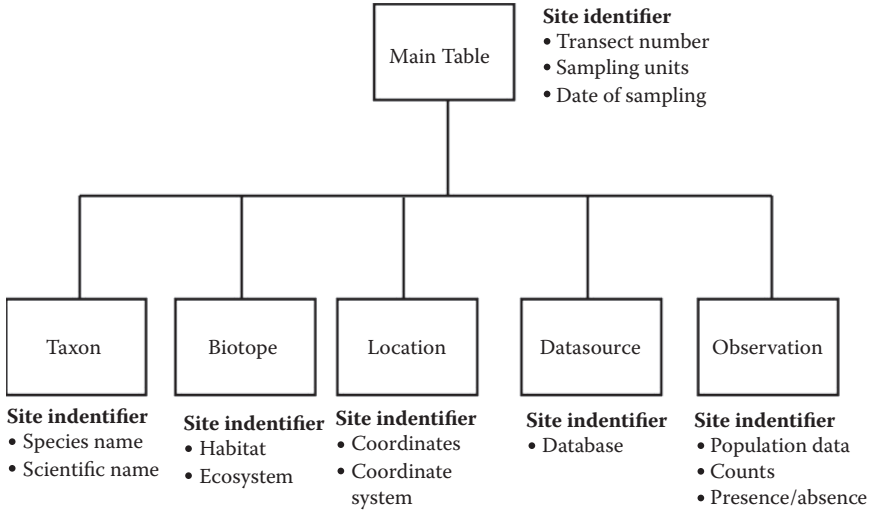 Main Table
Site identifier
• Transect number
• Sampling units
• Date of sampling
Taxon
Biotope
Location
Datasource
Observation
Site indentifier
• Species name
• Scientific name
Site indentifier
• Habitat
• Ecosystem
Site indentifier
• Coordinates
• Coordinate
system
Site indentifier
• Database
Site indentifier
• Population data
• Counts
• Presence/absence